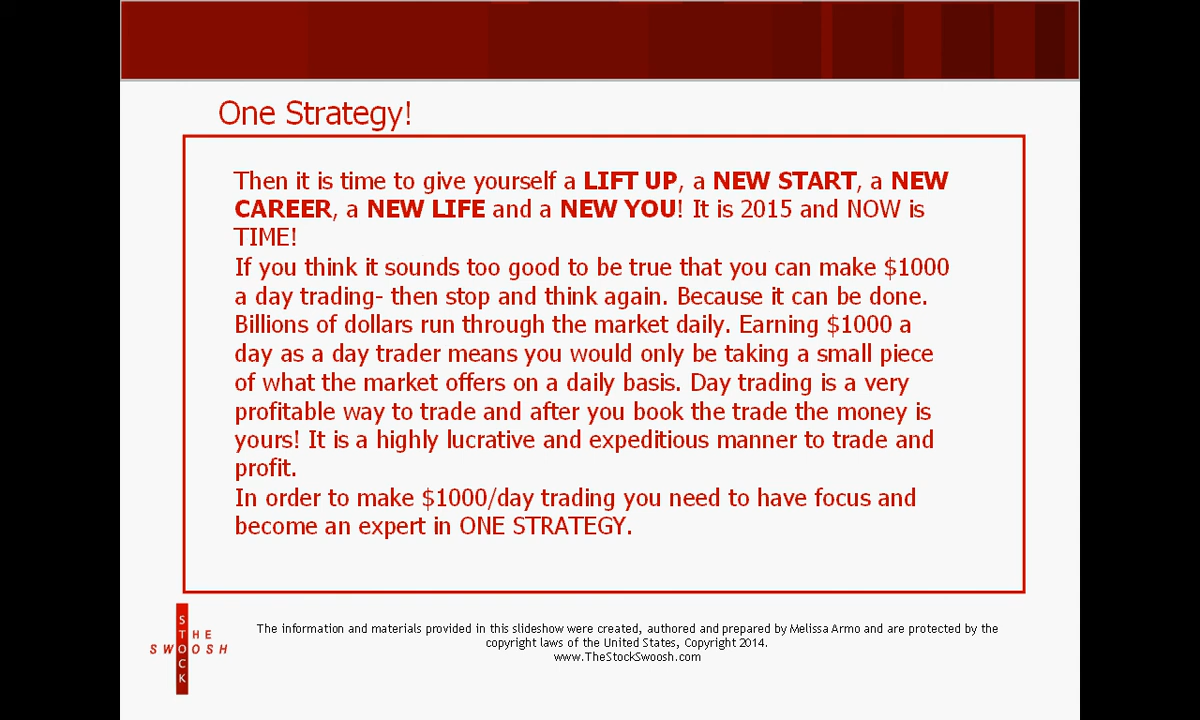 One Strategy!
Then it is time to give yourself a LIFT UP, a NEW START, a NEW
CAREER, a NEW LIFE and a NEW YOU! It is 2015 and NOW is
TIME!
If you think it sounds too good to be true that you can make $1000
a day trading- then stop and think again. Because it can be done.
Billions of dollars run through the market daily. Earning $1000 a
day as a day trader means you would only be taking a small piece
of what the market offers on a daily basis. Day trading is a very
profitable way to trade and after you book the trade the money is
yours! It is a highly lucrative and expeditious manner to trade and
profit.
In order to make $1000/day trading you need to have focus and
become an expert in ONE STRATEGY.
THE
STOCK
SWOOSH
The information and materials provided in this slideshow were created, authored and prepared by Melissa Armo and are protected by the
copyright laws of the United States, Copyright 2014.
www.TheStockSwoosh.com